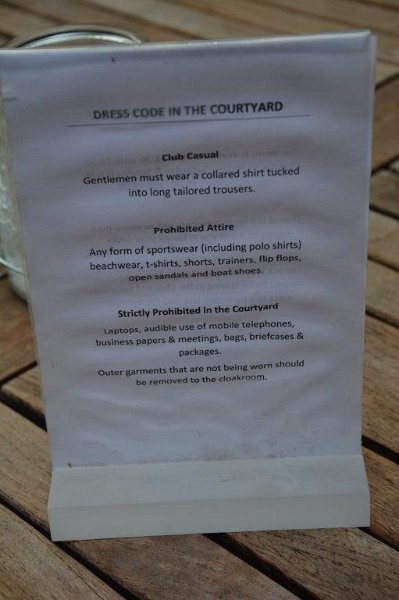 DRESS CODE IN THE COURTYARD
Club Casual
Gentlemen must wear a collared shirt tucked
into long tailored trousers.
Prohibited Attire
Any form of sportswear (including polo shirts)
beachwear, t-shirts, shorts, trainers, flip flops,
open sandals and boat shoes.
Strictly Prohibited in the Courtyard
Laptops, audible use of mobile telephones,
business papers & meetings, bags, briefcases &
packages.
Outer garments that are not being worn should
be removed to the cloakroom.